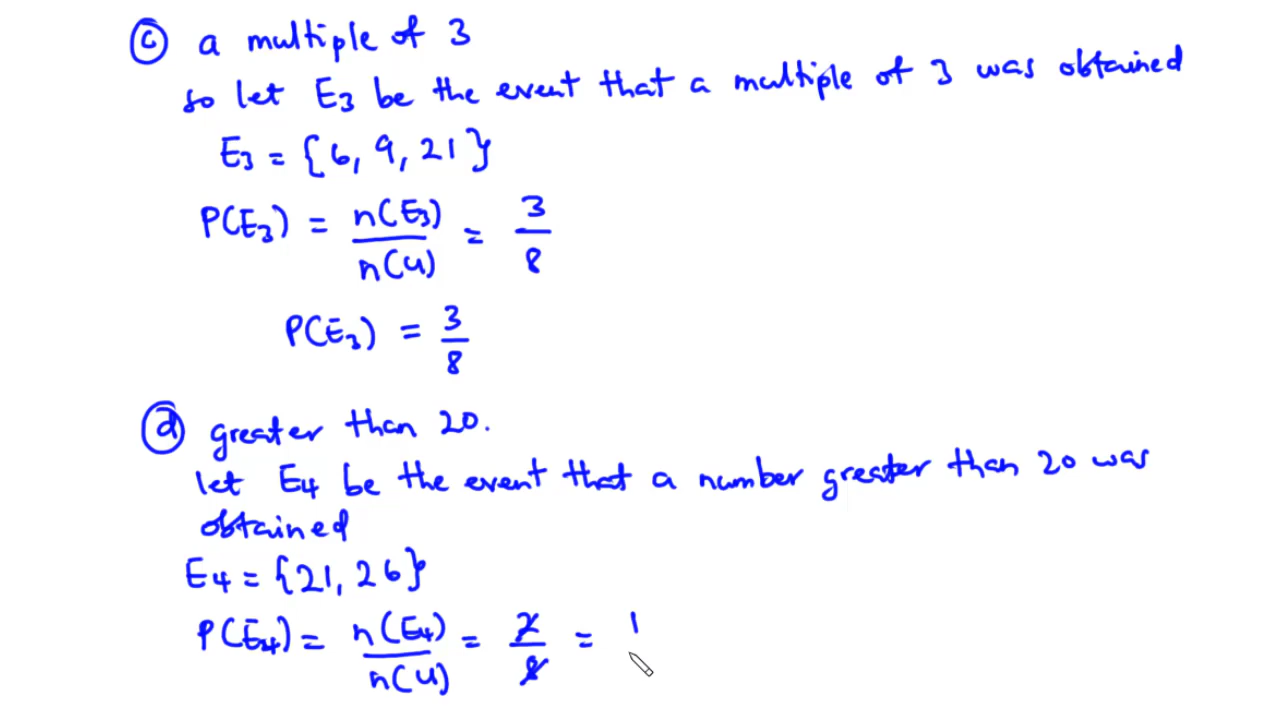 (c) a multiple of 3
so let E₃ be the event that a multiple of 3 was obtained
E₃ = {6, 9, 21}
P(E₃) = n(E₃)/n(U) = 3/8
P(E₃) = 3/8
(d) greater than 20.
let E₄ be the event that a number greater than 20 was
obtained
E₄ = {21, 26}
P(E₄) = n(E₄)/n(U) = 2/8 = 1